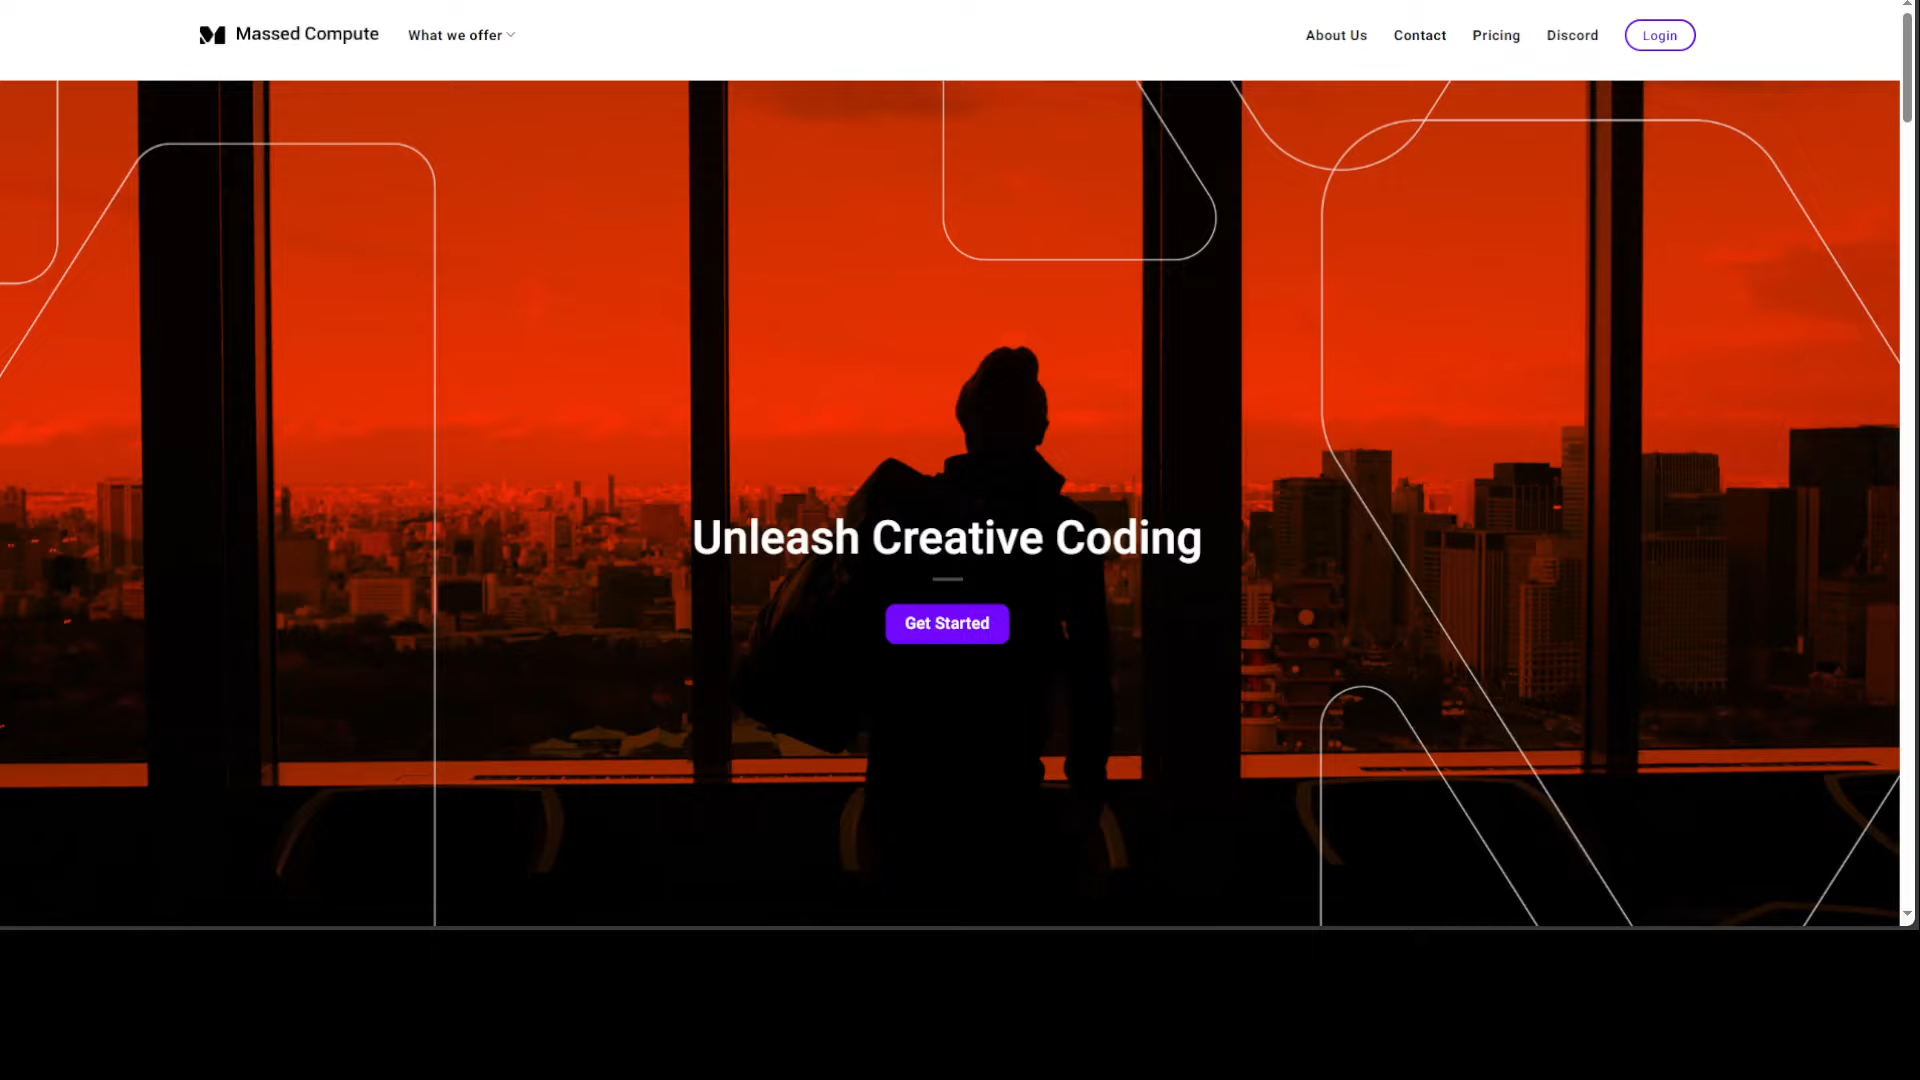 Massed Compute
What we offer
About Us
Contact
Pricing
Discord
Login
Unleash Creative Coding
Get Started